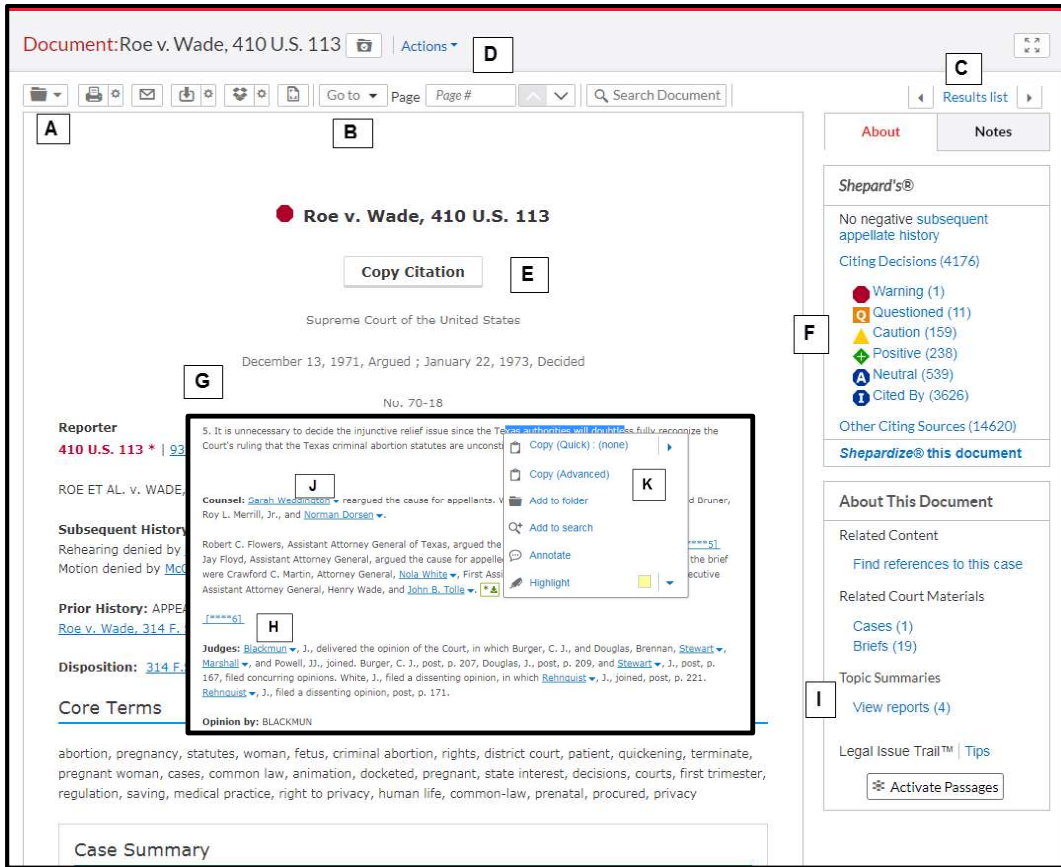 Document:Roe v. Wade, 410 U.S. 113
Actions
D
C
Go to
Page
Page #
Search Document
Results list
A
B
About
Notes
Roe v. Wade, 410 U.S. 113
Copy Citation
E
Supreme Court of the United States
December 13, 1971, Argued ; January 22, 1973, Decided
G
No. 70-18
Reporter
410 U.S. 113 * | 93
ROE ET AL. v. WADE,
Subsequent History
Rehearing denied by
Motion denied by McC
Prior History: APPEA
Roe v. Wade, 314 F.
Disposition: 314 F.S
Core Terms
5. It is unnecessary to decide the injunctive relief issue since the Texas authorities will doubtless fully recognize the
Court's ruling that the Texas criminal abortion statutes are unconsti
J
Counsel: Sarah Weddington reargued the cause for appellants. W d Bruner,
Roy L. Merrill, Jr., and Norman Dorsen.
Robert C. Flowers, Assistant Attorney General of Texas, argued the [****5]
Jay Floyd, Assistant Attorney General, argued the cause for appelle the brief
were Crawford C. Martin, Attorney General, Nola White, First Assi ecutive
Assistant Attorney General, Henry Wade, and John B. Tolle.
[****6]
H
Judges: Blackmun, J., delivered the opinion of the Court, in which Burger, C. J., and Douglas, Brennan, Stewart,
Marshall, and Powell, JJ., joined. Burger, C. J., post, p. 207, Douglas, J., post, p. 209, and Stewart, J., post, p.
167, filed concurring opinions. White, J., filed a dissenting opinion, in which Rehnquist, J., joined, post, p. 221.
Rehnquist, J., filed a dissenting opinion, post, p. 171.
Opinion by: BLACKMUN
Copy (Quick) : (none)
Copy (Advanced)
K
Add to folder
Add to search
Annotate
Highlight
abortion, pregnancy, statutes, woman, fetus, criminal abortion, rights, district court, patient, quickening, terminate,
pregnant woman, cases, common law, animation, docketed, pregnant, state interest, decisions, courts, first trimester,
regulation, saving, medical practice, right to privacy, human life, common-law, prenatal, procured, privacy
Case Summary
Shepard's®
No negative subsequent
appellate history
Citing Decisions (4176)
Warning (1)
Q Questioned (11)
F
Caution (159)
Positive (238)
A Neutral (539)
I Cited By (3626)
Other Citing Sources (14620)
Shepardize® this document
About This Document
Related Content
Find references to this case
Related Court Materials
Cases (1)
Briefs (19)
Topic Summaries
I
View reports (4)
Legal Issue Trail™ | Tips
Activate Passages